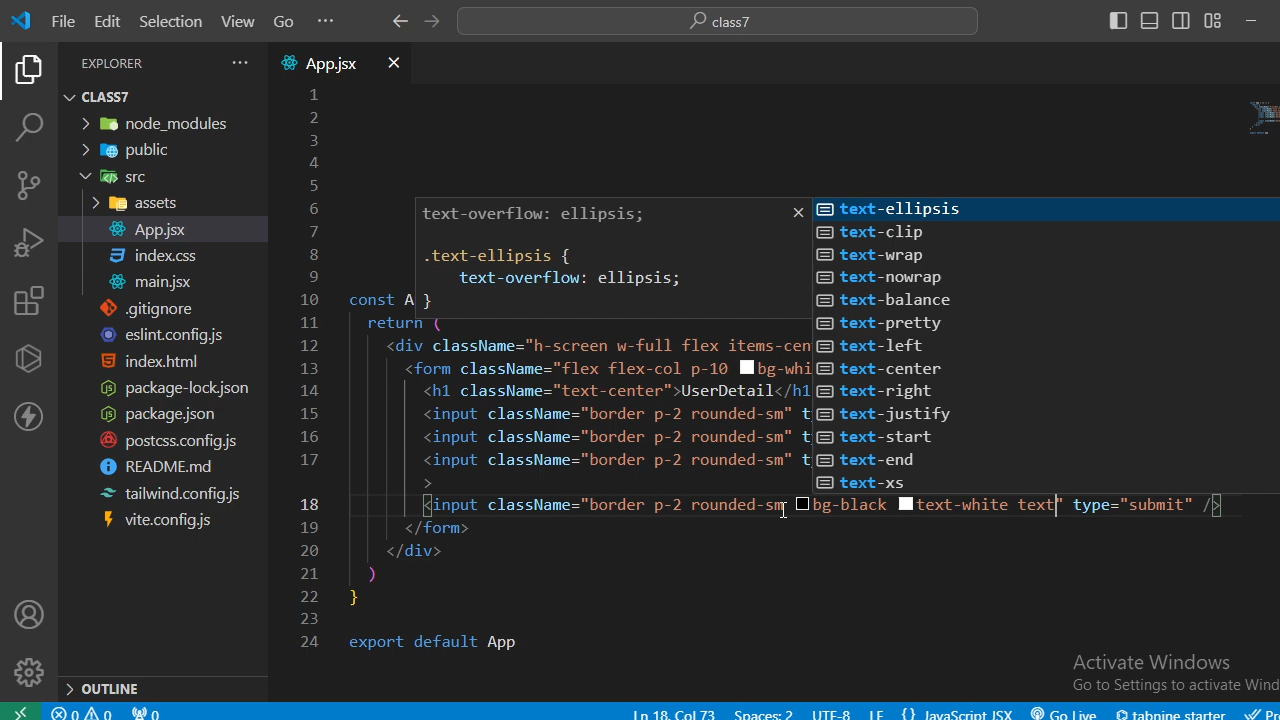 File Edit Selection View Go ···
class7
EXPLORER ···
App.jsx ×
CLASS7
node_modules
public
src
assets
App.jsx
index.css
main.jsx
.gitignore
eslint.config.js
index.html
package-lock.json
package.json
postcss.config.js
README.md
tailwind.config.js
vite.config.js
OUTLINE
1
2
3
4
5
6
7
8
9
text-overflow: ellipsis;
.text-ellipsis {
text-overflow: ellipsis;
}
text-ellipsis
text-clip
text-wrap
text-nowrap
text-balance
text-pretty
text-left
text-center
text-right
text-justify
text-start
text-end
text-xs
10 const A
11 return (
12 <div className="h-screen w-full flex items-cen
13 <form className="flex flex-col p-10 bg-whi
14 <h1 className="text-center">UserDetail</h1
15 <input className="border p-2 rounded-sm" t
16 <input className="border p-2 rounded-sm" t
17 <input className="border p-2 rounded-sm" t
>
18 <input className="border p-2 rounded-sm bg-black text-white text" type="submit" />
19 </form>
20 </div>
21 )
22 }
23
24 export default App
Activate Windows
Go to Settings to activate Wind
0 0 0 Ln 18, Col 73 Spaces: 2 UTF-8 LF {} JavaScript JSX Go Live tabnine starter Pr